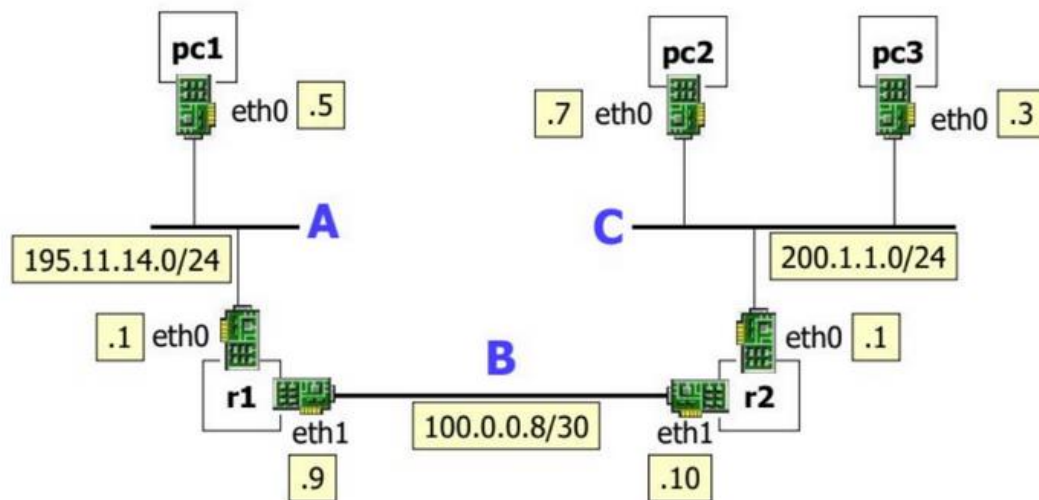 pc1
eth0 .5
pc2
.7 eth0
pc3
eth0 .3
A
195.11.14.0/24
C
200.1.1.0/24
.1 eth0
r1
eth1
.9
B
100.0.0.8/30
eth0 .1
r2
eth1
.10